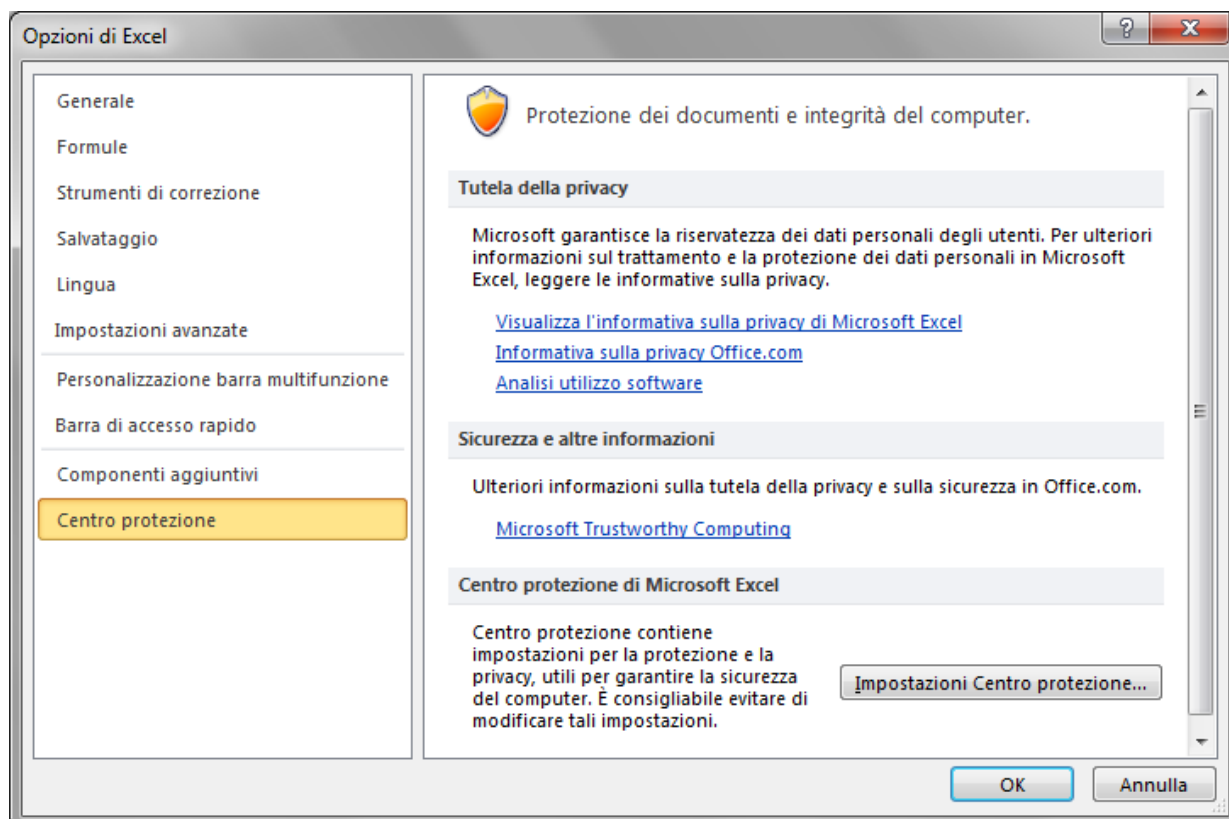 Opzioni di Excel
?
Generale
Formule
Strumenti di correzione
Salvataggio
Lingua
Impostazioni avanzate
Personalizzazione barra multifunzione
Barra di accesso rapido
Componenti aggiuntivi
Centro protezione
Protezione dei documenti e integrità del computer.
Tutela della privacy
Microsoft garantisce la riservatezza dei dati personali degli utenti. Per ulteriori
informazioni sul trattamento e la protezione dei dati personali in Microsoft
Excel, leggere le informative sulla privacy.
Visualizza l'informativa sulla privacy di Microsoft Excel
Informativa sulla privacy Office.com
Analisi utilizzo software
Sicurezza e altre informazioni
Ulteriori informazioni sulla tutela della privacy e sulla sicurezza in Office.com.
Microsoft Trustworthy Computing
Centro protezione di Microsoft Excel
Centro protezione contiene
impostazioni per la protezione e la
privacy, utili per garantire la sicurezza
del computer. È consigliabile evitare di
modificare tali impostazioni.
Impostazioni Centro protezione...
OK
Annulla